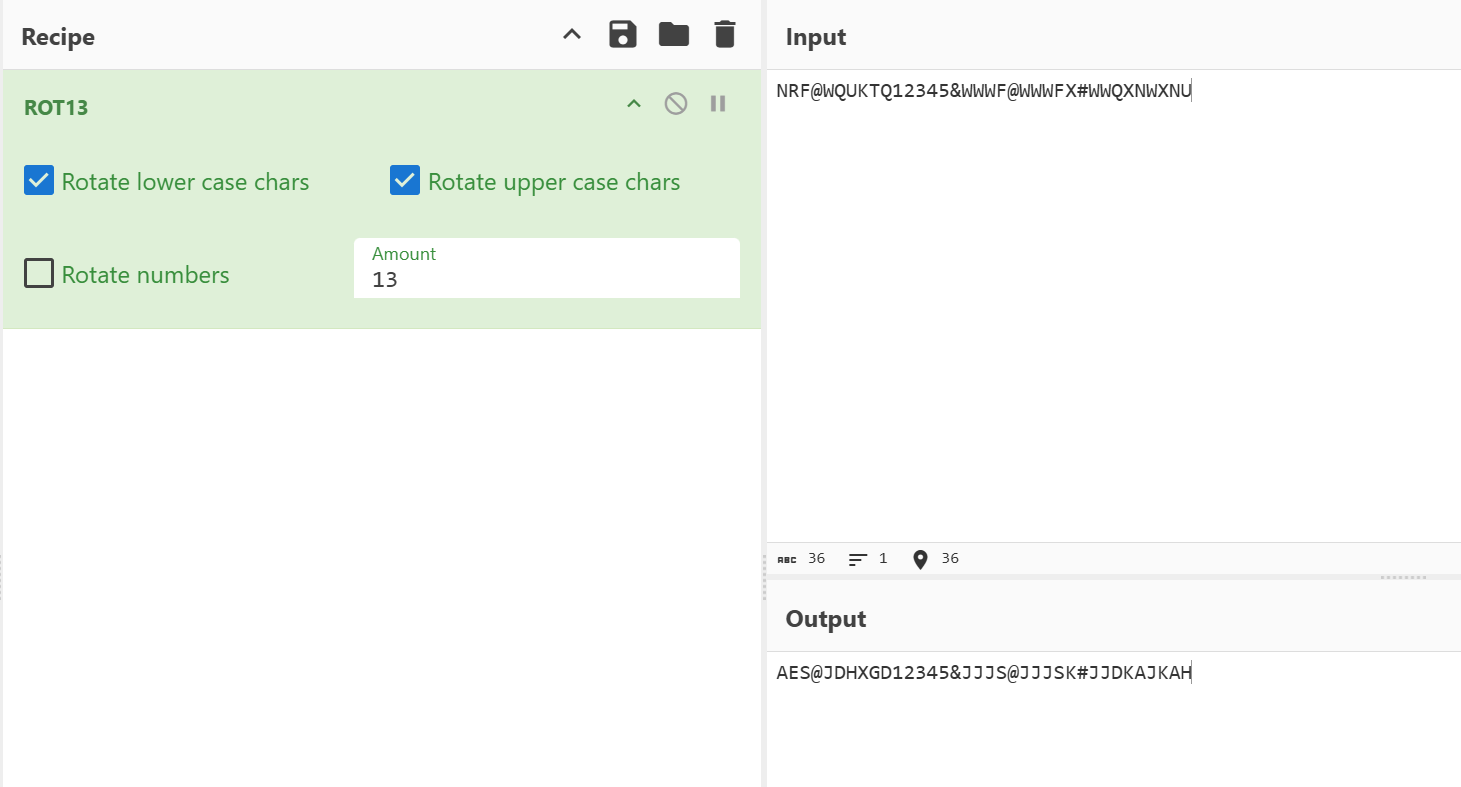 Recipe
ROT13
Rotate lower case chars
Rotate upper case chars
Rotate numbers
Amount
13
Input
NRF@WQUKTQ12345&WWWF@WWWFX#WWQXNWXNU
ABC 36 1 36
Output
AES@JDHXGD12345&JJJS@JJJSK#JJDKAJKAH